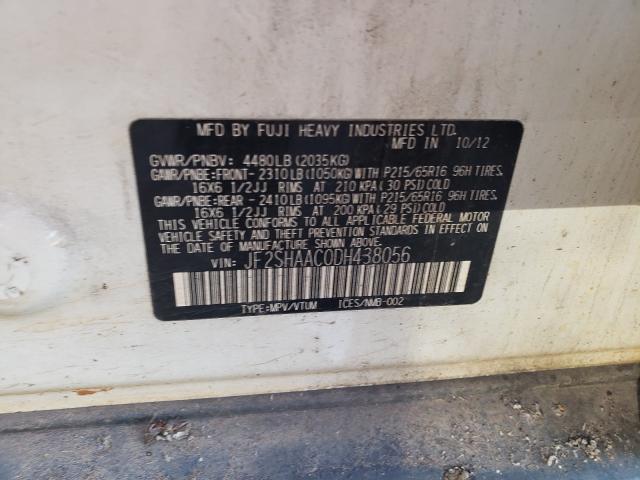 MFD BY FUJI HEAVY INDUSTRIES LTD.
MFD IN 10/12
GVWR/PNBV: 4480LB(2035KG)
GAWR/PNBE:FRONT-2310LB(1050KG)WITH P215/65R16 96H TIRES.
16X6 1/2JJ RIMS AT 210 KPA(30 PSI)COLD
GAWR/PNBE:REAR -2410LB(1095KG)WITH P215/65R16 96H TIRES.
16X6 1/2JJ RIMS AT 200 KPA(29 PSI)COLD
THIS VEHICLE CONFORMS TO ALL APPLICABLE FEDERAL MOTOR
VEHICLE SAFETY AND THEFT PREVENTION STANDARDS IN EFFECT ON
THE DATE OF MANUFACTURE SHOWN ABOVE.
VIN: JF2SHAAC0DH438056
TYPE:MPV/VTUM ICES/NMB-002